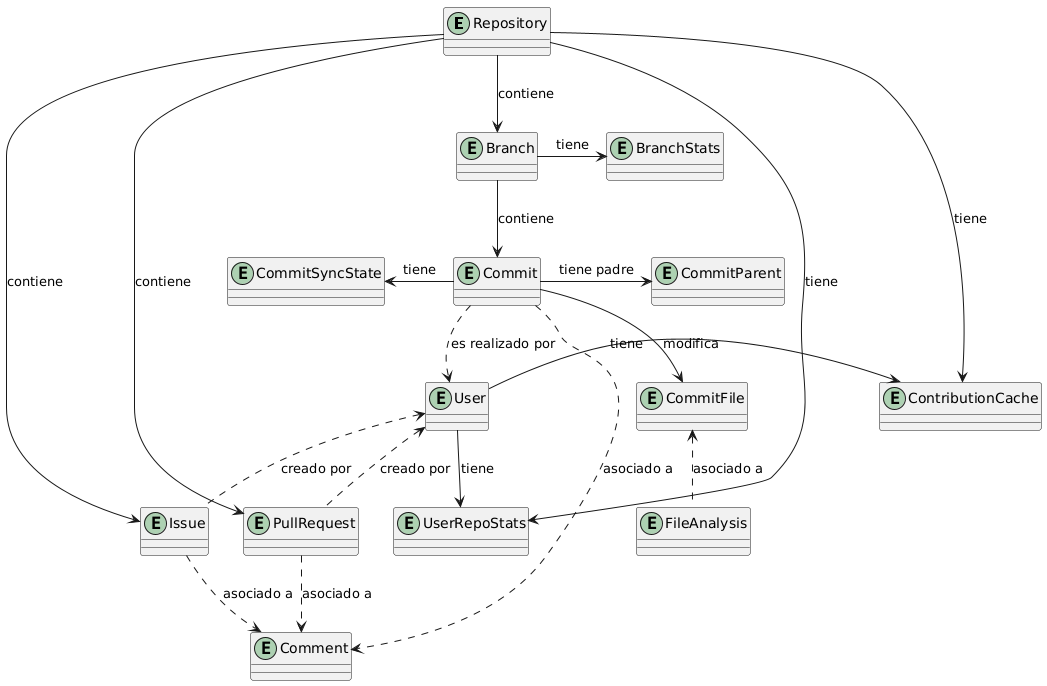 E Repository
contiene
E Branch
tiene
E BranchStats
contiene
tiene
E CommitSyncState
tiene
E Commit
tiene padre
E CommitParent
contiene
contiene
tiene
es realizado por
tiene
modifica
E User
E CommitFile
E ContributionCache
creado por
creado por
tiene
asociado a
asociado a
E Issue
E PullRequest
E UserRepoStats
E FileAnalysis
asociado a
asociado a
E Comment